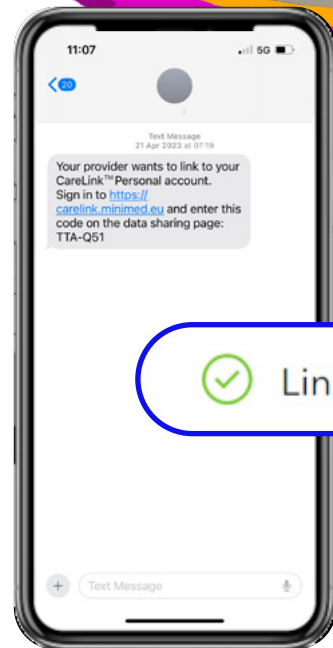 11:07
5G
20
Text Message
21 Apr 2023 at 07:19
Your provider wants to link to your
CareLink™ Personal account.
Sign in to https://
carelink.minimed.eu and enter this
code on the data sharing page:
TTA-Q51
Lin
+ Text Message